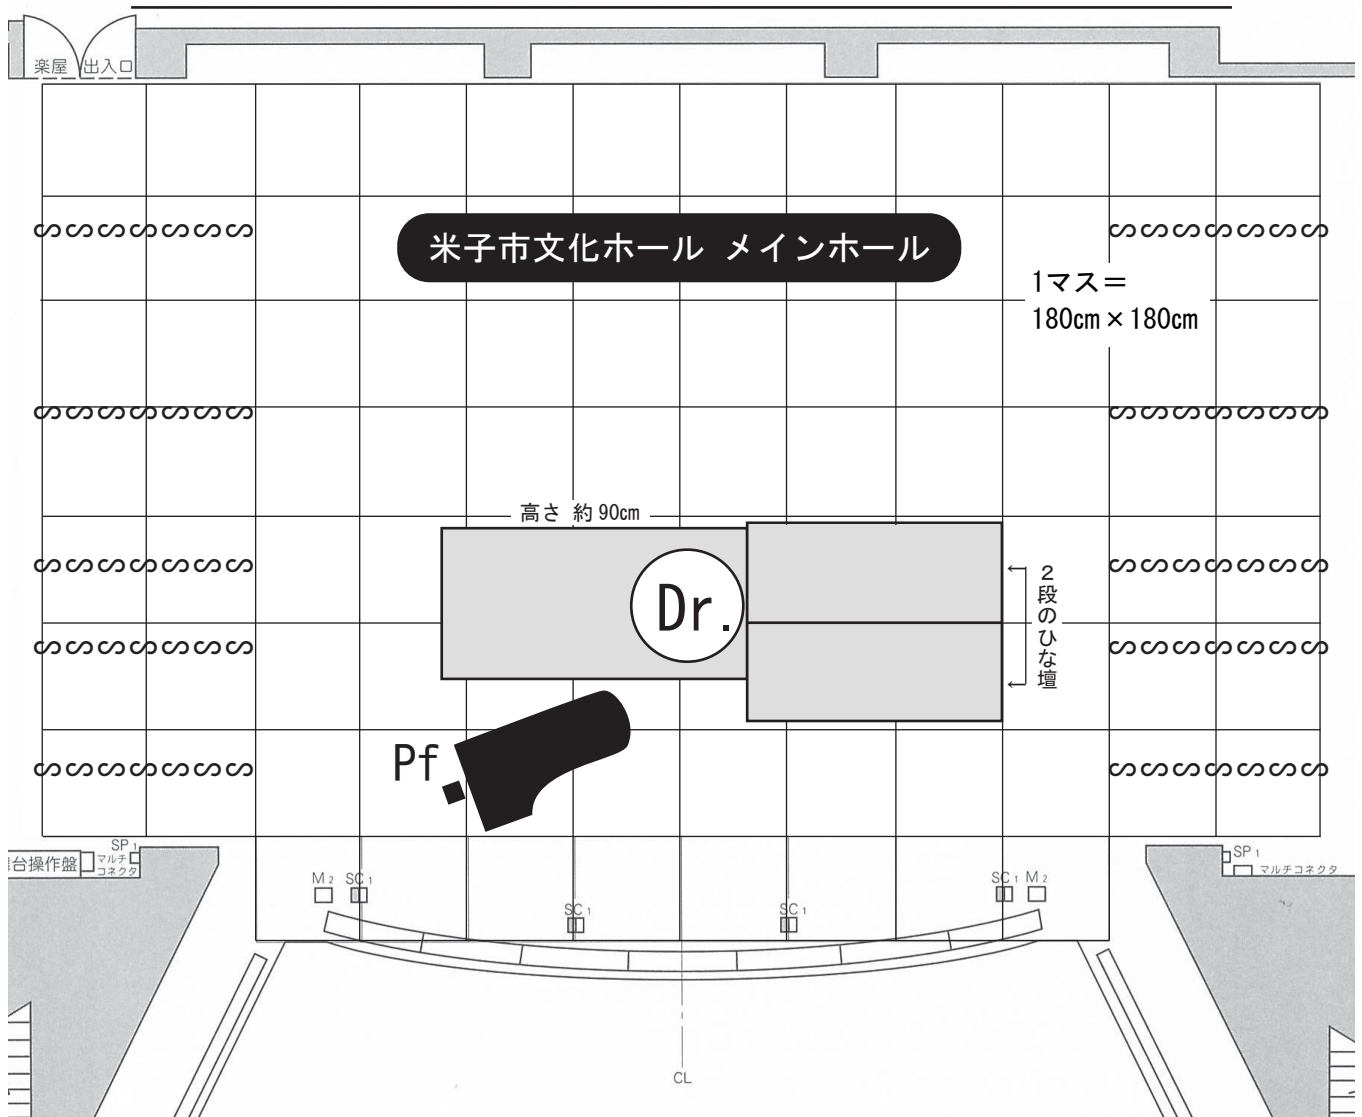 楽屋 出入口
米子市文化ホール メインホール
1マス＝
180㎝×180㎝
高さ 約90㎝
Dr.
2段のひな壇
Pf
台操作盤
SP1
マルチ
コネクタ
M2 SC1
SC1
SC1
SC1 M2
SP1
マルチコネクタ
CL